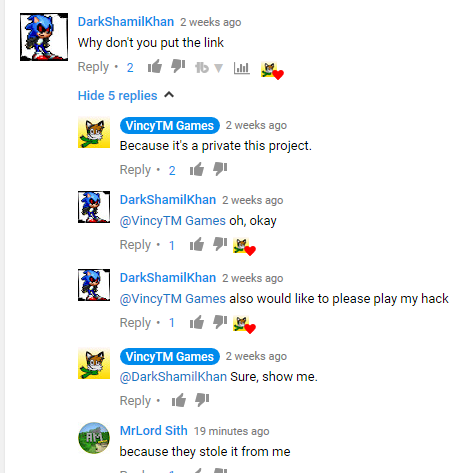 DarkShamilKhan 2 weeks ago
Why don't you put the link
Reply • 2
Hide 5 replies
VincyTM Games 2 weeks ago
Because it's a private this project.
Reply • 2
DarkShamilKhan 2 weeks ago
@VincyTM Games oh, okay
Reply • 1
DarkShamilKhan 2 weeks ago
@VincyTM Games also would like to please play my hack
Reply • 1
VincyTM Games 2 weeks ago
@DarkShamilKhan Sure, show me.
Reply •
MrLord Sith 19 minutes ago
because they stole it from me